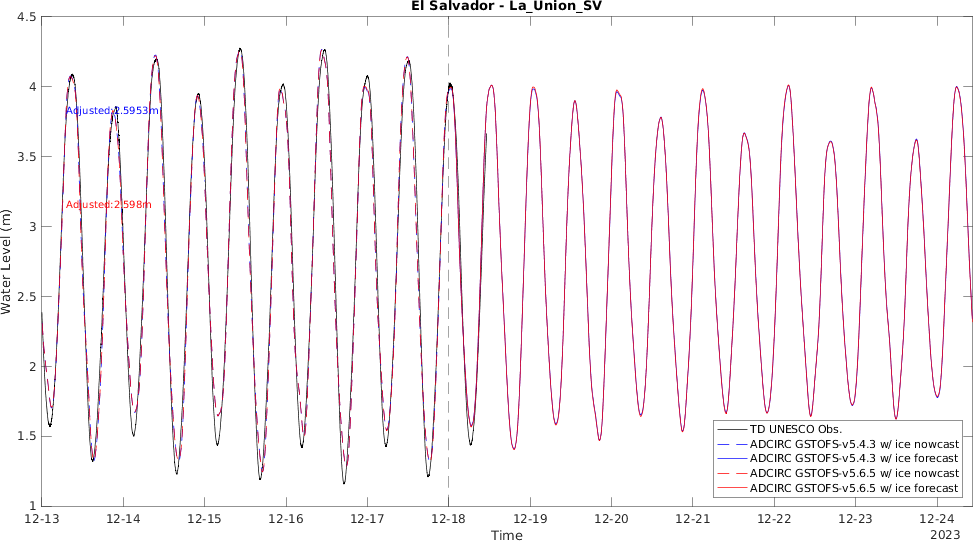 El Salvador - La_Union_SV
4.5
4
3.5
3
2.5
2
1.5
1
Water Level (m)
Adjusted:2.5953m
Adjusted:2.598m
TD UNESCO Obs.
ADCIRC GSTOFS-v5.4.3 w/ ice nowcast
ADCIRC GSTOFS-v5.4.3 w/ ice forecast
ADCIRC GSTOFS-v5.6.5 w/ ice nowcast
ADCIRC GSTOFS-v5.6.5 w/ ice forecast
12-13 12-14 12-15 12-16 12-17 12-18 12-19 12-20 12-21 12-22 12-23 12-24
Time
2023